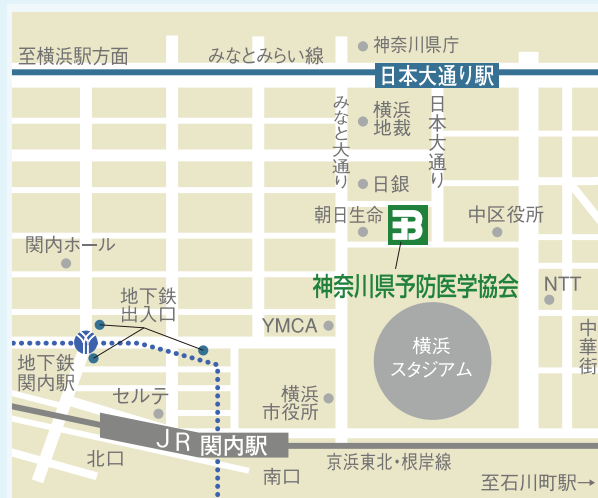 神奈川県庁
至横浜駅方面
みなとみらい線
日本大通り駅
みなと大通り
横浜
地裁
日本大通り
日銀
朝日生命
中区役所
関内ホール
神奈川県予防医学協会
NTT
地下鉄
出入口
YMCA
横浜
スタジアム
中華街
地下鉄
関内駅
セルテ
横浜
市役所
JR 関内駅
北口
南口
京浜東北・根岸線
至石川町駅→